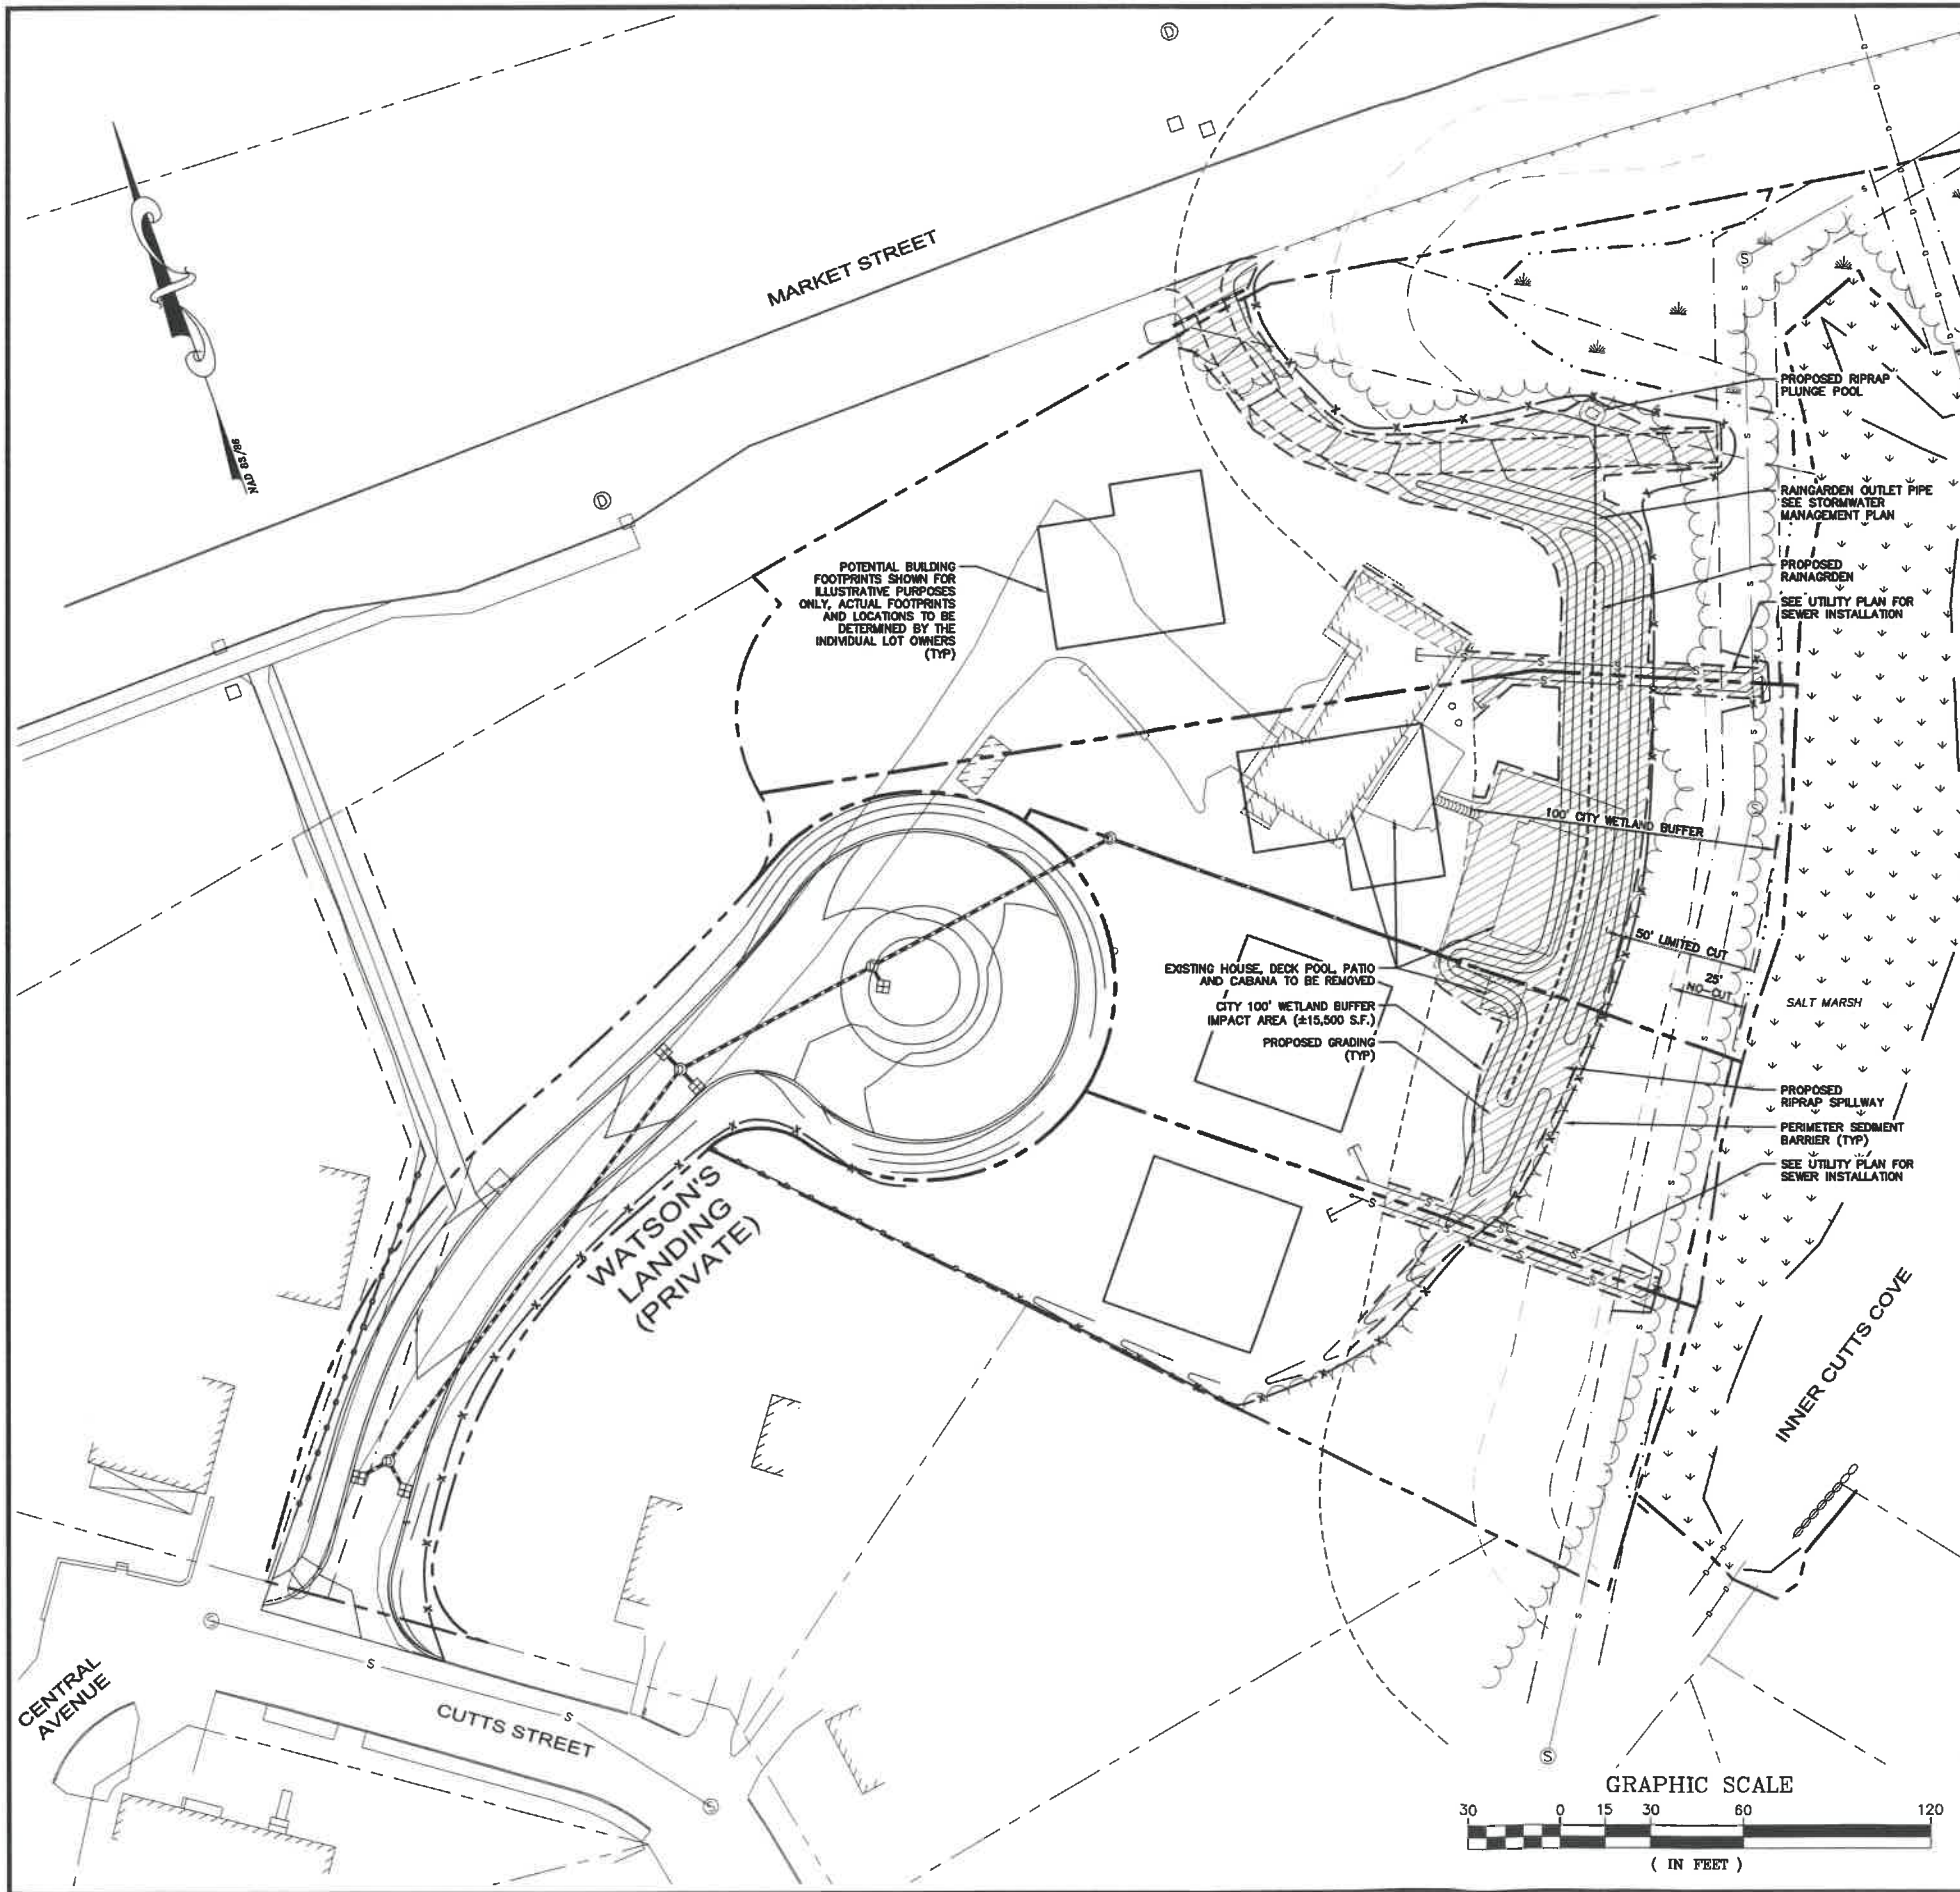 MARKET STREET
NAD 83/86
PROPOSED RIPRAP
PLUNGE POOL
RAINGARDEN OUTLET PIPE
SEE STORMWATER
MANAGEMENT PLAN
PROPOSED
RAINAGRDEN
SEE UTILITY PLAN FOR
SEWER INSTALLATION
POTENTIAL BUILDING
FOOTPRINTS SHOWN FOR
ILLUSTRATIVE PURPOSES
ONLY, ACTUAL FOOTPRINTS
AND LOCATIONS TO BE
DETERMINED BY THE
INDIVIDUAL LOT OWNERS
(TYP)
100' CITY WETLAND BUFFER
50' LIMITED CUT
25'
NO-CUT
SALT MARSH
EXISTING HOUSE, DECK POOL, PATIO
AND CABANA TO BE REMOVED
CITY 100' WETLAND BUFFER
IMPACT AREA (±15,500 S.F.)
PROPOSED GRADING
(TYP)
PROPOSED
RIPRAP SPILLWAY
PERIMETER SEDIMENT
BARRIER (TYP)
SEE UTILITY PLAN FOR
SEWER INSTALLATION
WATSON'S
LANDING
(PRIVATE)
INNER CUTTS COVE
CENTRAL
AVENUE
CUTTS STREET
GRAPHIC SCALE
30 0 15 30 60 120
( IN FEET )